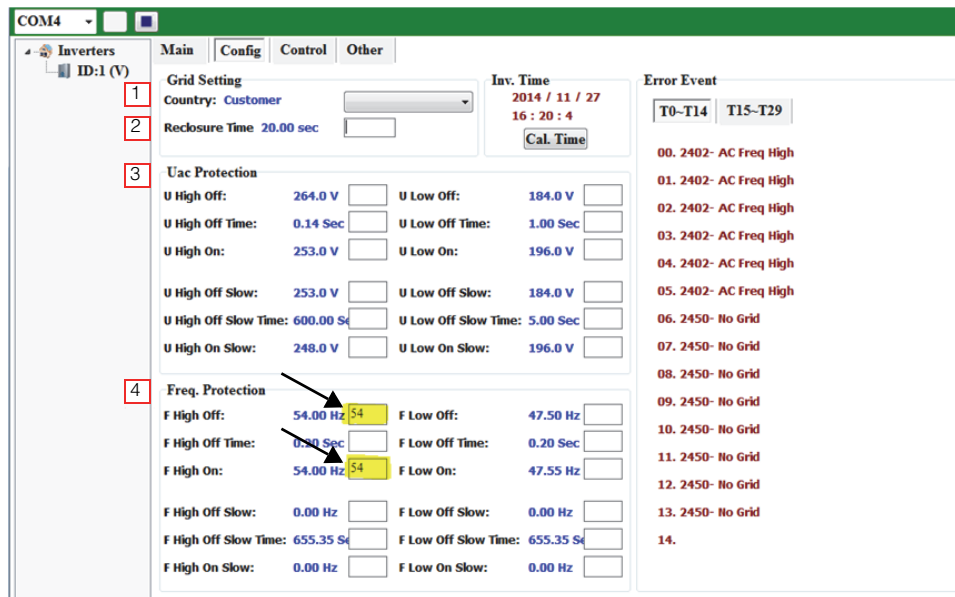 COM4
Inverters
ID:1 (V)
Main Config Control Other
1
2
3
4
Grid Setting
Country: Customer
Reclosure Time 20.00 sec
Inv. Time
2014 / 11 / 27
16 : 20 : 4
Cal. Time
Uac Protection
U High Off: 264.0 V U Low Off: 184.0 V
U High Off Time: 0.14 Sec U Low Off Time: 1.00 Sec
U High On: 253.0 V U Low On: 196.0 V
U High Off Slow: 253.0 V U Low Off Slow: 184.0 V
U High Off Slow Time: 600.00 Se U Low Off Slow Time: 5.00 Sec
U High On Slow: 248.0 V U Low On Slow: 196.0 V
Freq. Protection
F High Off: 54.00 Hz 54 F Low Off: 47.50 Hz
F High Off Time: 0.20 Sec F Low Off Time: 0.20 Sec
F High On: 54.00 Hz 54 F Low On: 47.55 Hz
F High Off Slow: 0.00 Hz F Low Off Slow: 0.00 Hz
F High Off Slow Time: 655.35 Se F Low Off Slow Time: 655.35 Se
F High On Slow: 0.00 Hz F Low On Slow: 0.00 Hz
Error Event
T0~T14 T15~T29
00. 2402- AC Freq High
01. 2402- AC Freq High
02. 2402- AC Freq High
03. 2402- AC Freq High
04. 2402- AC Freq High
05. 2402- AC Freq High
06. 2450- No Grid
07. 2450- No Grid
08. 2450- No Grid
09. 2450- No Grid
10. 2450- No Grid
11. 2450- No Grid
12. 2450- No Grid
13. 2450- No Grid
14.